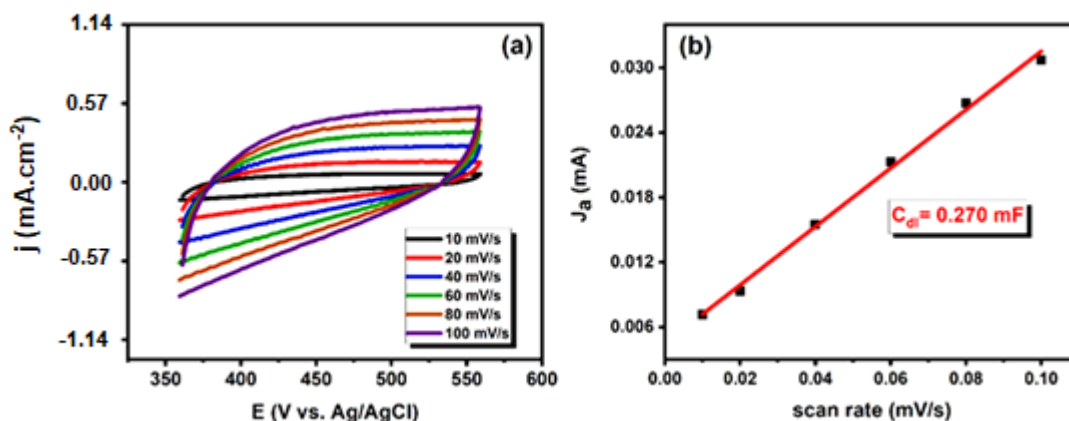 (a)
1.14
0.57
0.00
-0.57
-1.14
j (mA.cm-2)
350 400 450 500 550 600
E (V vs. Ag/AgCl)
10 mV/s
20 mV/s
40 mV/s
60 mV/s
80 mV/s
100 mV/s
(b)
0.030
0.024
0.018
0.012
0.006
Ja (mA)
Cdl= 0.270 mF
0.00 0.02 0.04 0.06 0.08 0.10
scan rate (mV/s)